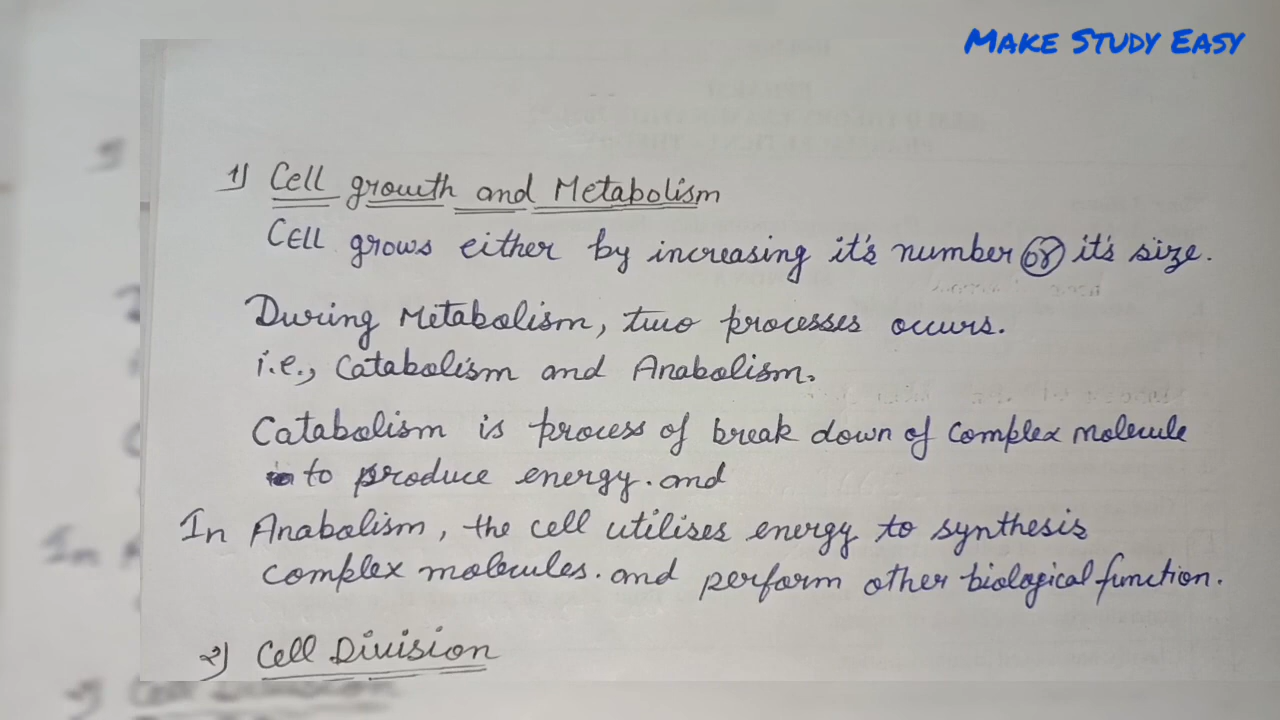 MAKE STUDY EASY
1) Cell growth and Metabolism
CELL grows either by increasing it's number or it's size.
During Metabolism, two processes occurs.
i.e., Catabolism and Anabolism.
Catabolism is process of break down of complex molecule
to produce energy. and
In Anabolism, the cell utilises energy to synthesis
complex molecules. and perform other biological function.
2) Cell Division